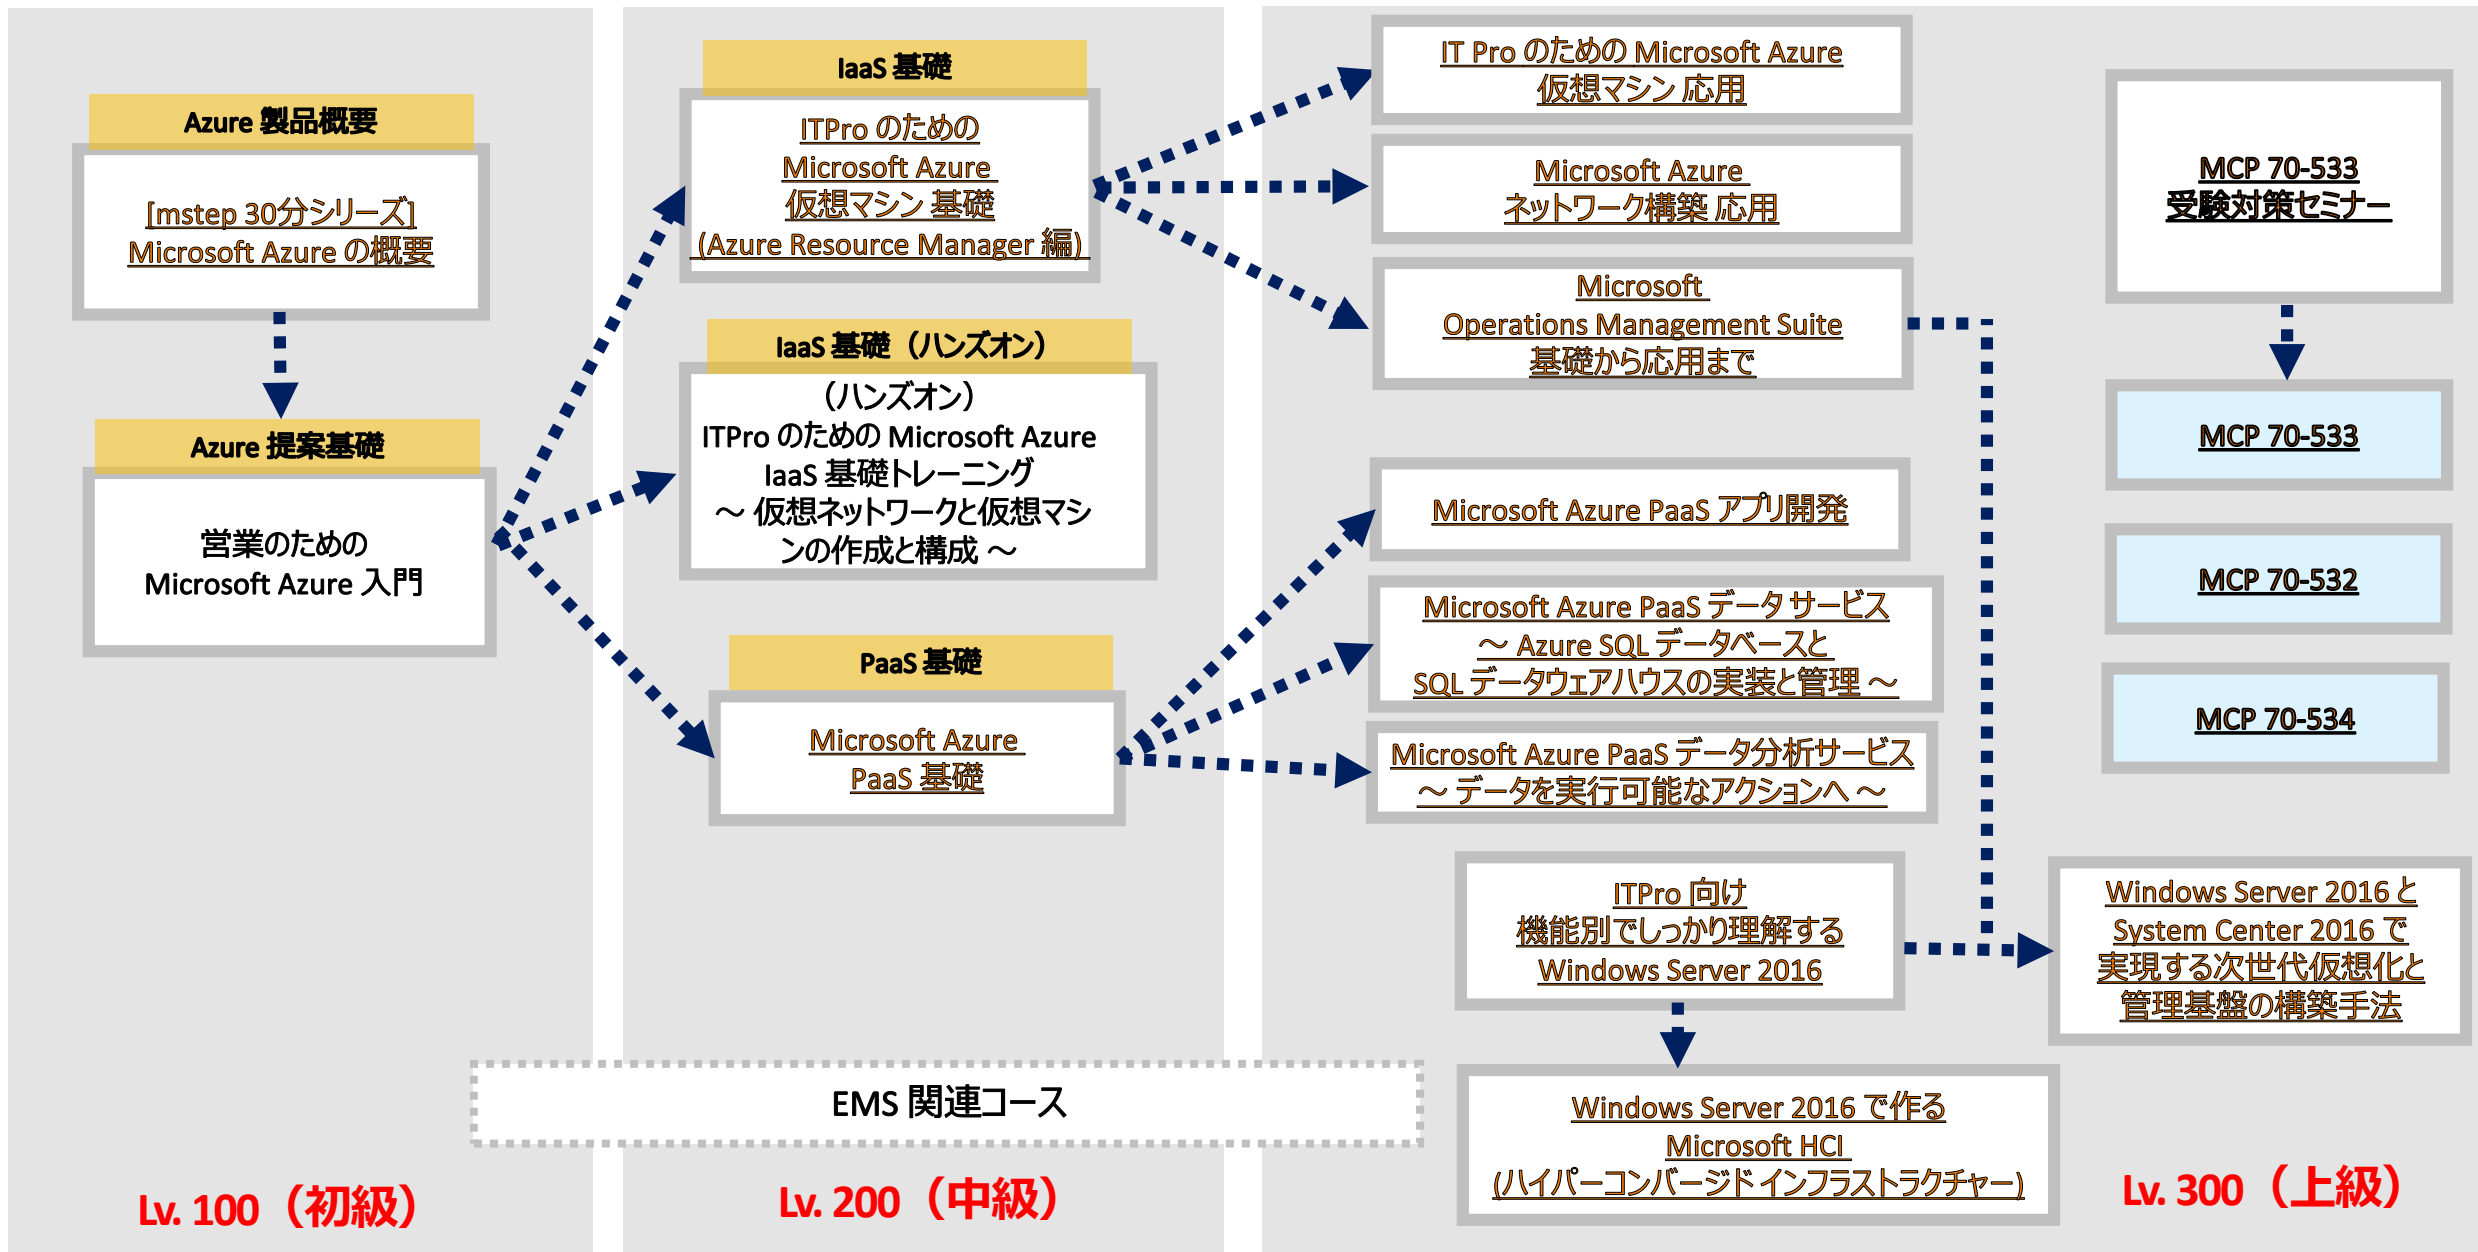 Azure 製品概要
[mstep 30分シリーズ]
Microsoft Azure の概要
Azure 提案基礎
営業のための
Microsoft Azure 入門
Lv. 100（初級）
IaaS 基礎
ITPro のための
Microsoft Azure
仮想マシン 基礎
(Azure Resource Manager 編)
IaaS 基礎（ハンズオン）
（ハンズオン）
ITPro のための Microsoft Azure
IaaS 基礎トレーニング
～ 仮想ネットワークと仮想マシ
ンの作成と構成 ～
PaaS 基礎
Microsoft Azure
PaaS 基礎
EMS 関連コース
Lv. 200（中級）
IT Pro のための Microsoft Azure
仮想マシン 応用
Microsoft Azure
ネットワーク構築 応用
Microsoft
Operations Management Suite
基礎から応用まで
Microsoft Azure PaaS アプリ開発
Microsoft Azure PaaS データ サービス
～ Azure SQL データベースと
SQL データウェアハウスの実装と管理 ～
Microsoft Azure PaaS データ分析サービス
～ データを実行可能なアクションへ ～
ITPro 向け
機能別でしっかり理解する
Windows Server 2016
Windows Server 2016 で作る
Microsoft HCI
(ハイパーコンバージド インフラストラクチャー)
MCP 70-533
受験対策セミナー
MCP 70-533
MCP 70-532
MCP 70-534
Windows Server 2016 と
System Center 2016 で
実現する次世代仮想化と
管理基盤の構築手法
Lv. 300（上級）